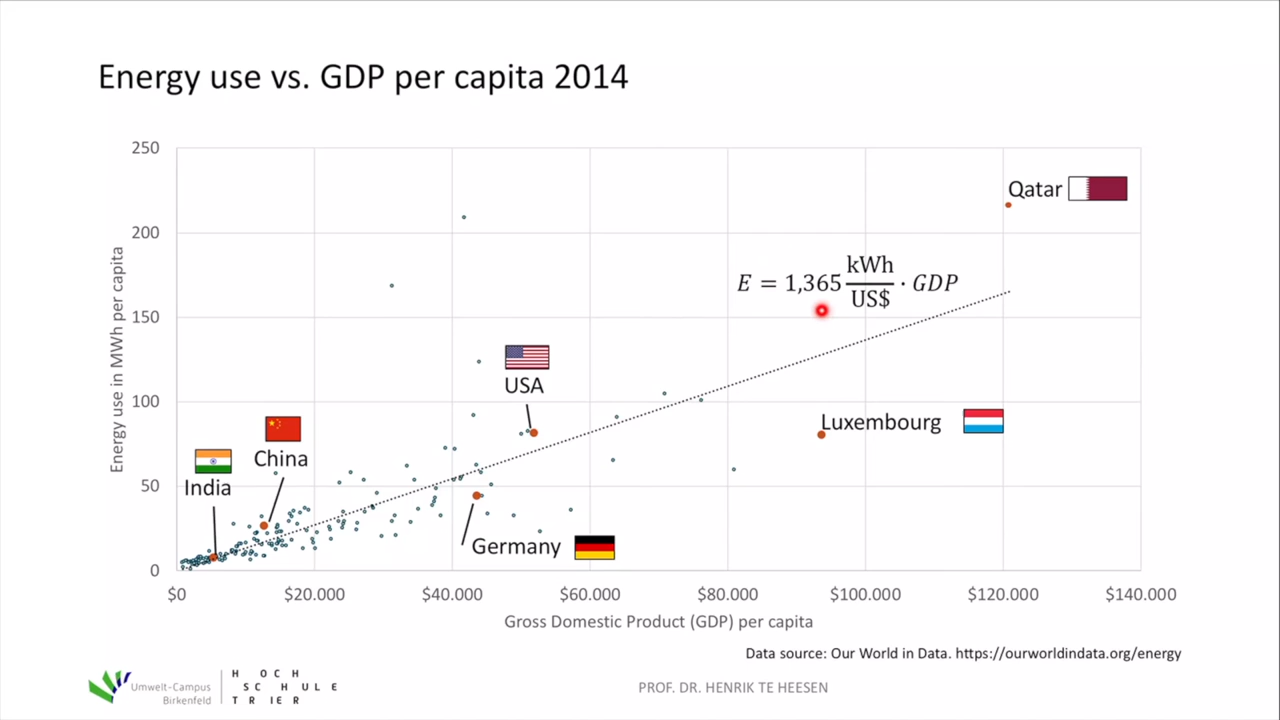 Energy use vs. GDP per capita 2014
250
200
150
100
50
0
Energy use in MWh per capita
Qatar
E = 1,365 kWh/US$ · GDP
USA
Luxembourg
China
India
Germany
$0 $20.000 $40.000 $60.000 $80.000 $100.000 $120.000 $140.000
Gross Domestic Product (GDP) per capita
Data source: Our World in Data. https://ourworldindata.org/energy
Umwelt-Campus
Birkenfeld
HOCH
SCHULE
TRIER
PROF. DR. HENRIK TE HEESEN